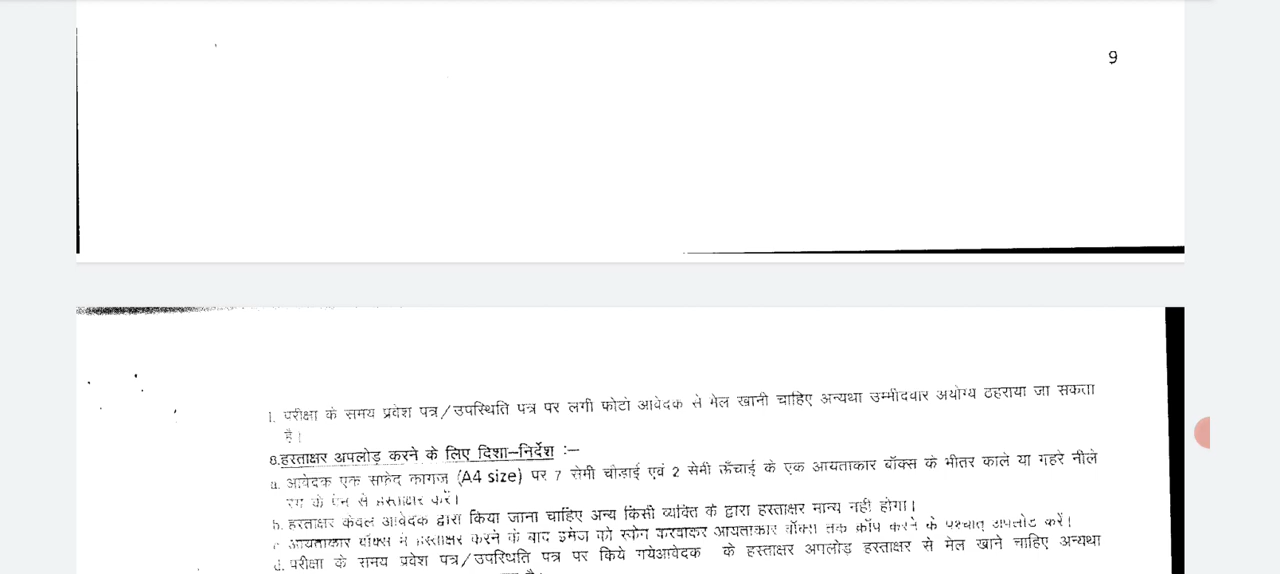 9
i. परीक्षा के समय प्रवेश पत्र/उपस्थिति पत्र पर लगी फोटो आवेदक से मेल खानी चाहिए अन्यथा उम्मीदवार अयोग्य ठहराया जा सकता
है।
8.हस्ताक्षर अपलोड़ करने के लिए दिशा–निर्देश :–
a. आवेदक एक सफेद कागज (A4 size) पर 7 सेमी चौड़ाई एवं 2 सेमी ऊँचाई के एक आयताकार बॉक्स के भीतर काले या गहरे नीले
रंग के पेन से हस्ताक्षर करें।
b. हस्ताक्षर केवल आवेदक द्वारा किया जाना चाहिए अन्य किसी व्यक्ति के द्वारा हस्ताक्षर मान्य नही होगा।
c आयताकार बॉक्स में हस्ताक्षर करने के बाद इमेज को स्केन करवाकर आयताकार बॉक्स तक क्रॉप करने के पश्चात् अपलोट करें।
d. परीक्षा के समय प्रवेश पत्र/उपस्थिति पत्र पर किये गयेआवेदक के हस्ताक्षर अपलोड़ हस्ताक्षर से मेल खाने चाहिए अन्यथा